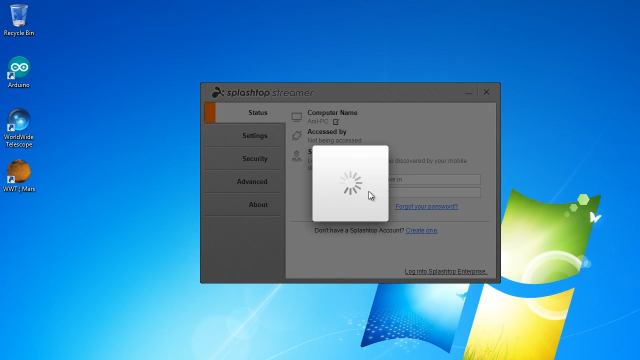 Recycle Bin
Arduino
WorldWide
Telescope
WWT | Mars
splashtop streamer
Status
Settings
Security
Advanced
About
Computer Name
Accessed by
Not being accessed
discovered by your mobile
Forgot your password?
Don't have a Splashtop Account? Create one.
Log into Splashtop Enterprise.